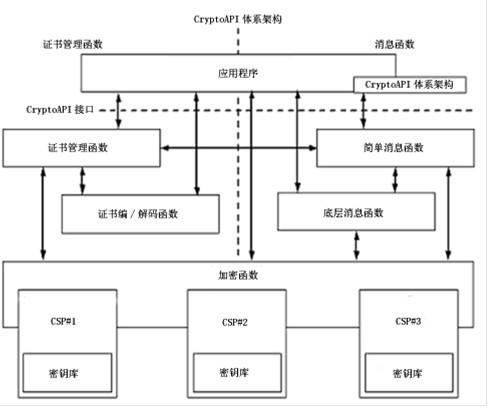 CryptoAPI 体系架构
证书管理函数
消息函数
应用程序
CryptoAPI 体系架构
CryptoAPI 接口
证书管理函数
简单消息函数
证书编/解码函数
底层消息函数
加密函数
CSP#1
CSP#2
CSP#3
密钥库
密钥库
密钥库